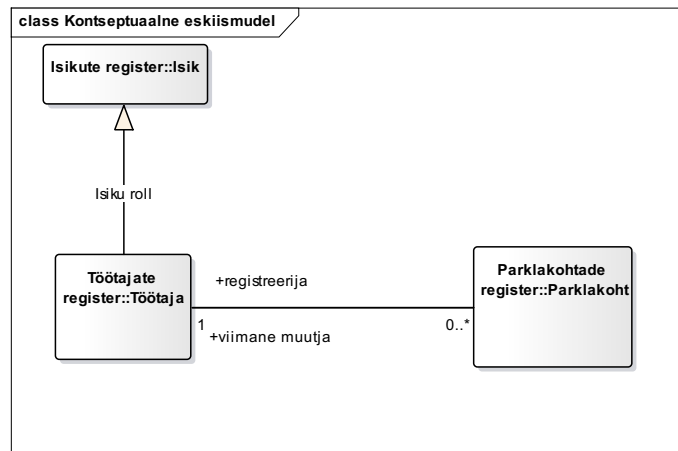 class Kontseptuaalne eskiismudel
Isikute register::Isik
Isiku roll
Töötajate
register::Töötaja
+registreerija
1
+viimane muutja
0..*
Parklakohtade
register::Parklakoht